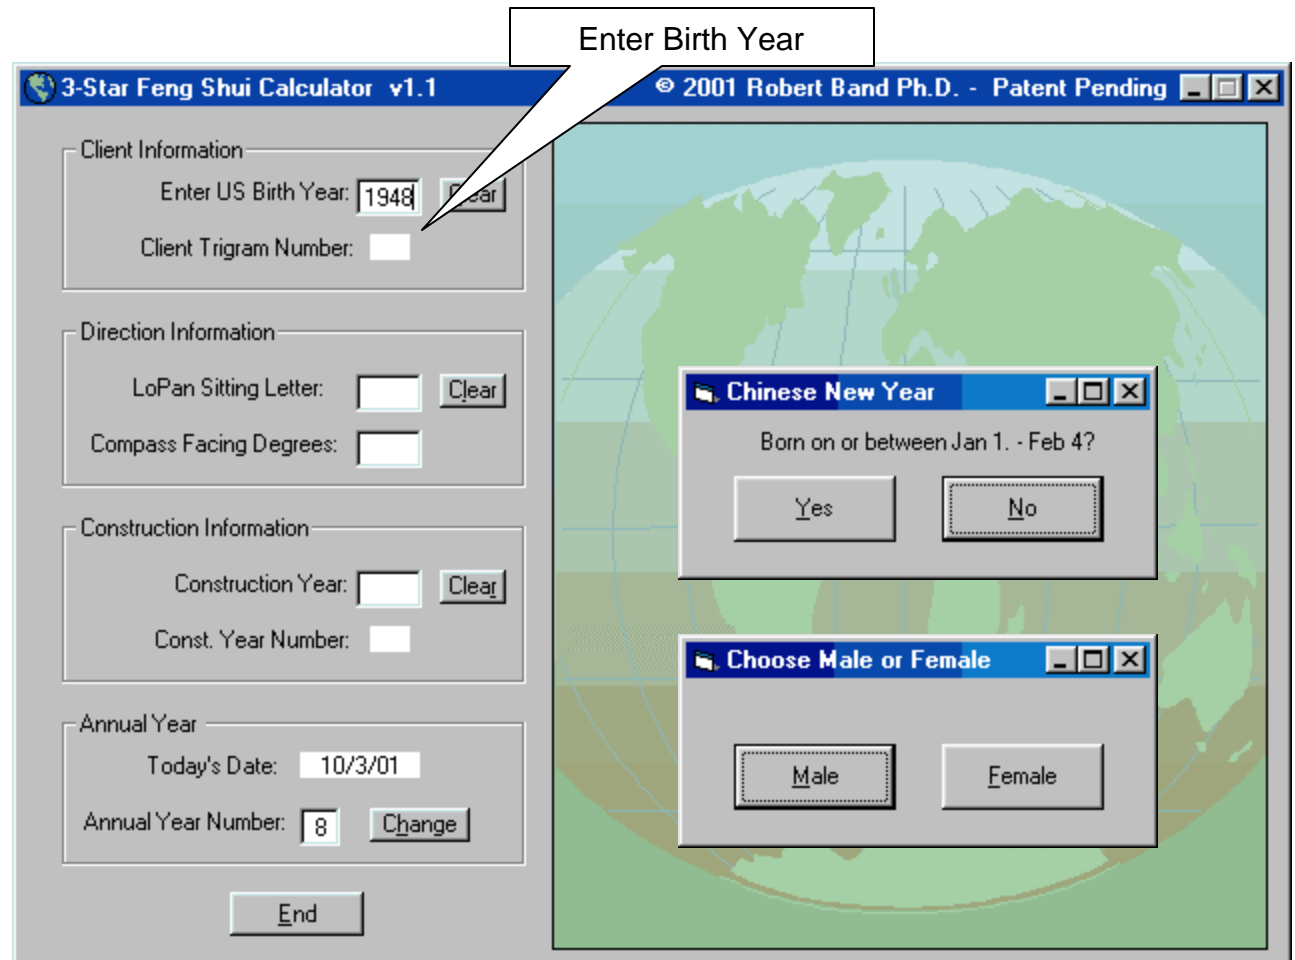 Enter Birth Year
3-Star Feng Shui Calculator v1.1 © 2001 Robert Band Ph.D. - Patent Pending
Client Information
Enter US Birth Year: 1948 Clear
Client Trigram Number:
Direction Information
LoPan Sitting Letter: Clear
Compass Facing Degrees:
Construction Information
Construction Year: Clear
Const. Year Number:
Annual Year
Today's Date: 10/3/01
Annual Year Number: 8 Change
End
Chinese New Year
Born on or between Jan 1. - Feb 4?
Yes No
Choose Male or Female
Male Female